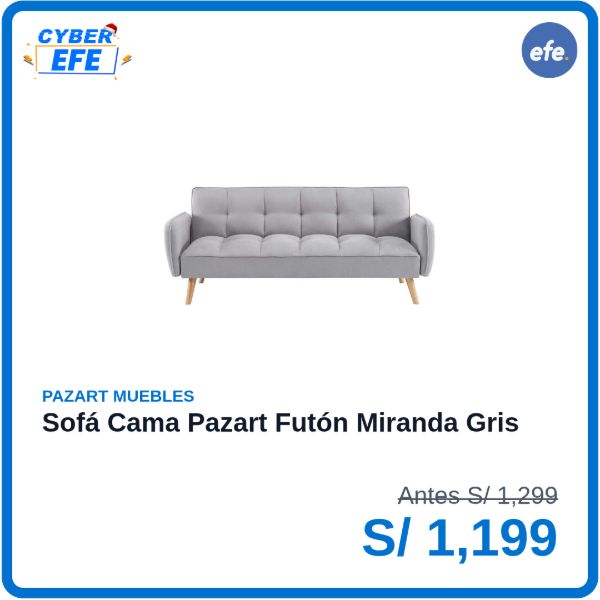 CYBER
EFE
efe.
PAZART MUEBLES
Sofá Cama Pazart Futón Miranda Gris
Antes S/ 1,299
S/ 1,199